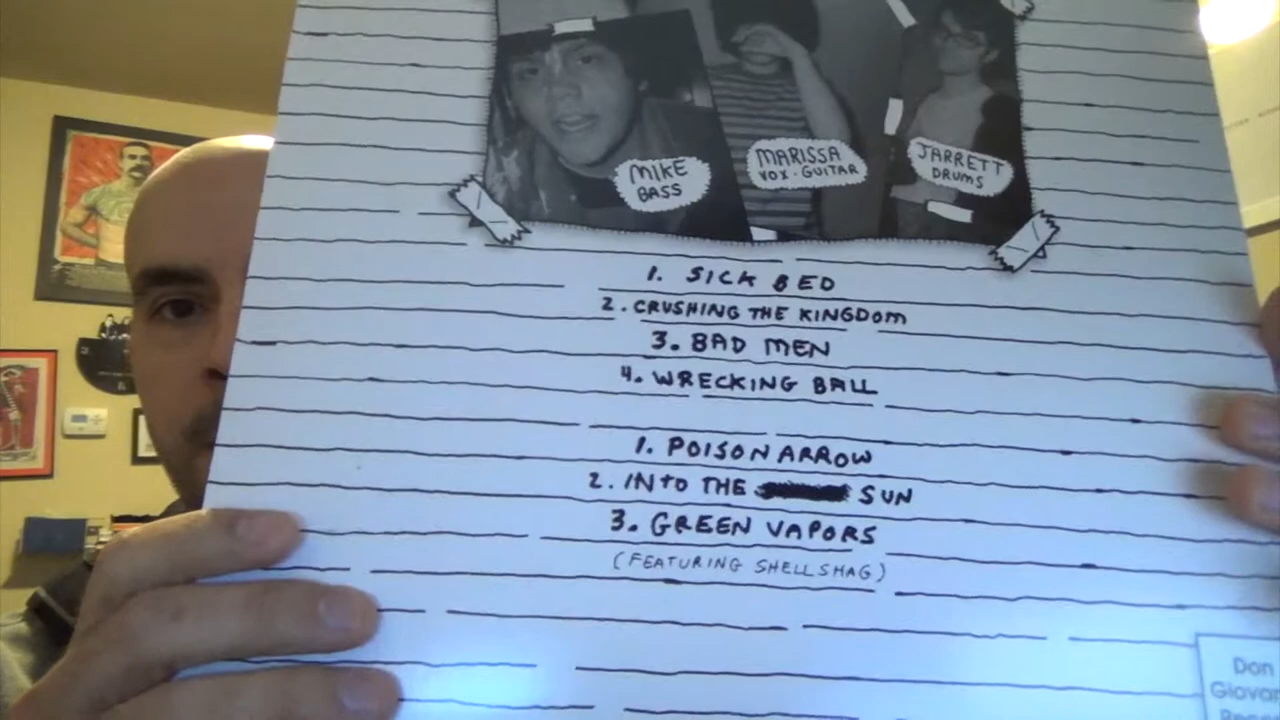 MIKE
BASS
MARISSA
VOX · GUITAR
JARRETT
DRUMS
1. SICK BED
2. CRUSHING THE KINGDOM
3. BAD MEN
4. WRECKING BALL
1. POISON ARROW
2. INTO THE SUN
3. GREEN VAPORS
(FEATURING SHELLSHAG)
Don
Giovan